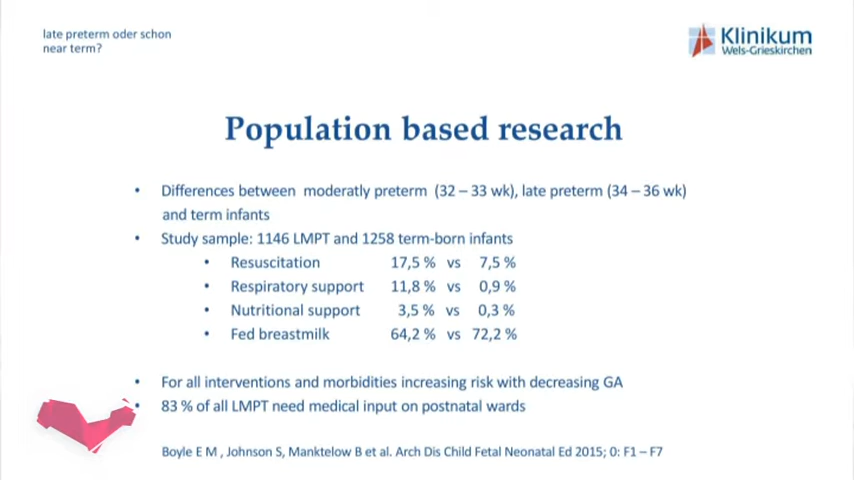 late preterm oder schon
near term?
Klinikum
Wels-Grieskirchen
Population based research
• Differences between moderatly preterm (32 – 33 wk), late preterm (34 – 36 wk)
and term infants
• Study sample: 1146 LMPT and 1258 term-born infants
• Resuscitation 17,5 % vs 7,5 %
• Respiratory support 11,8 % vs 0,9 %
• Nutritional support 3,5 % vs 0,3 %
• Fed breastmilk 64,2 % vs 72,2 %
• For all interventions and morbidities increasing risk with decreasing GA
• 83 % of all LMPT need medical input on postnatal wards
Boyle E M , Johnson S, Manktelow B et al. Arch Dis Child Fetal Neonatal Ed 2015; 0: F1 – F7